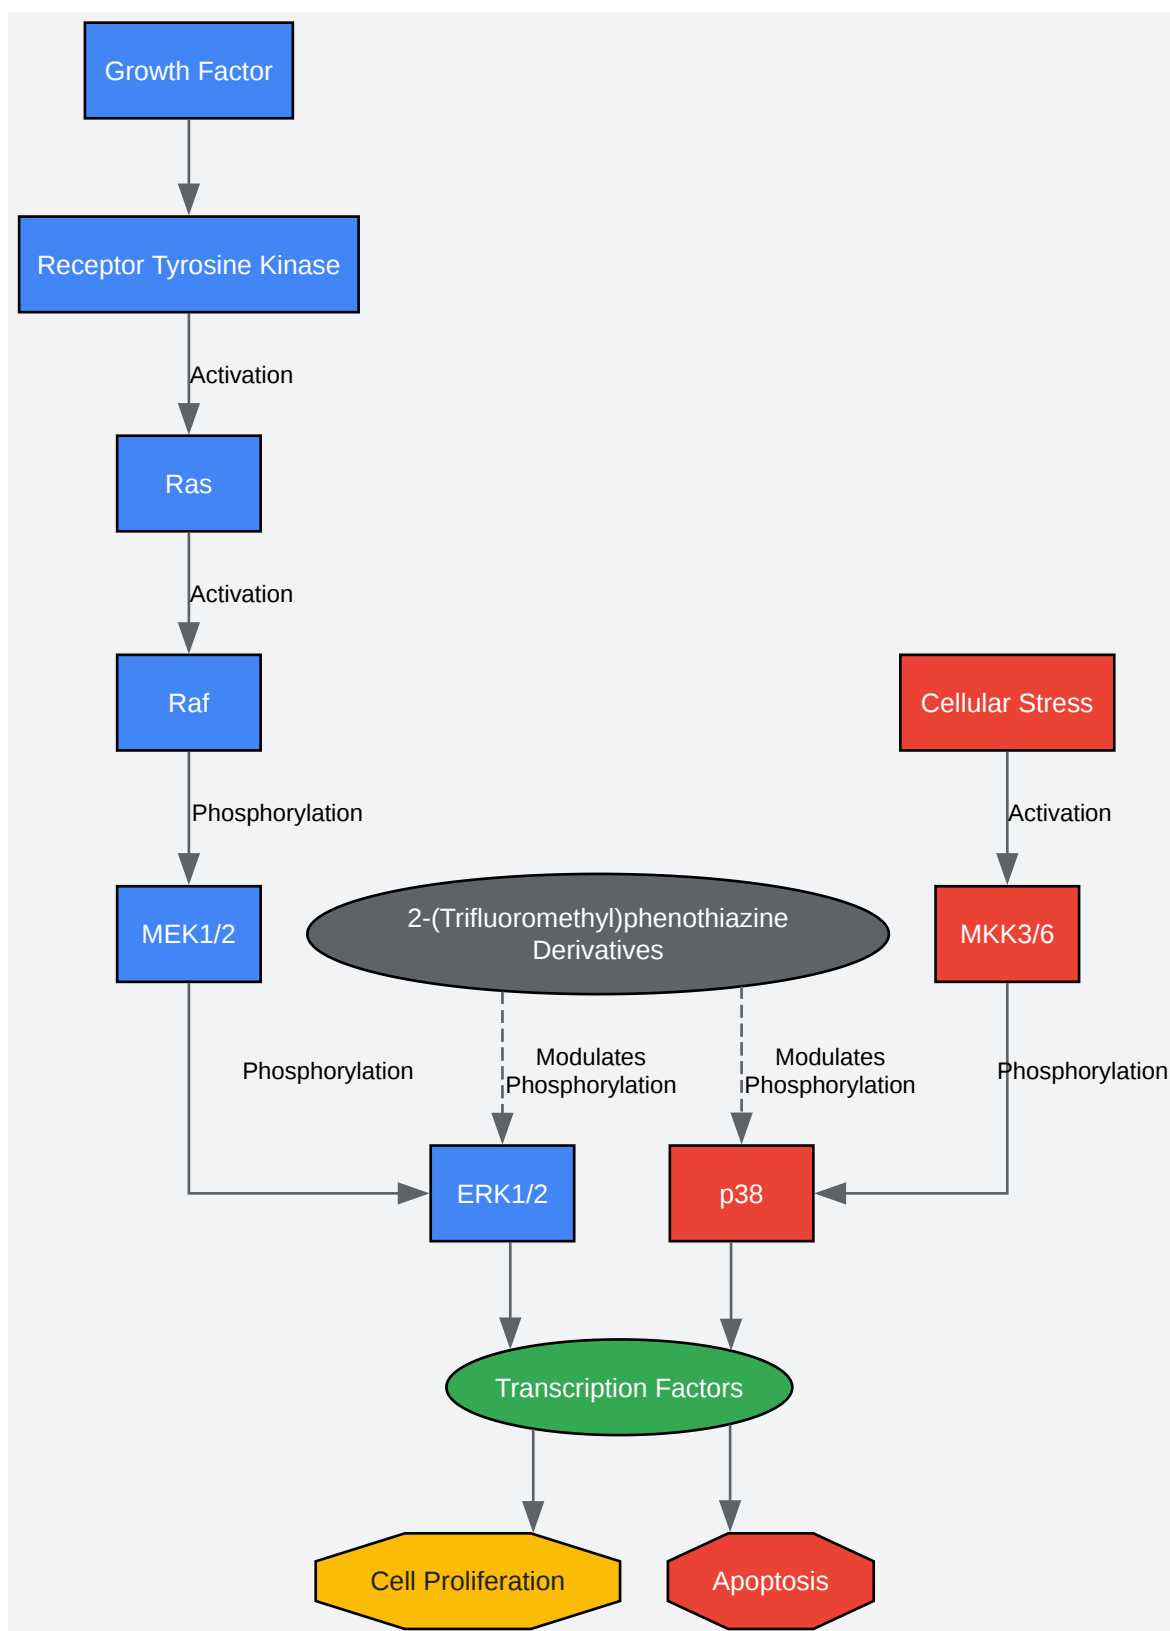 Growth Factor
Receptor Tyrosine Kinase
Activation
Ras
Activation
Raf
Cellular Stress
Phosphorylation
Activation
MEK1/2
2-(Trifluoromethyl)phenothiazine
Derivatives
MKK3/6
Phosphorylation
Modulates
Phosphorylation
Modulates
Phosphorylation
Phosphorylation
ERK1/2
p38
Transcription Factors
Cell Proliferation
Apoptosis